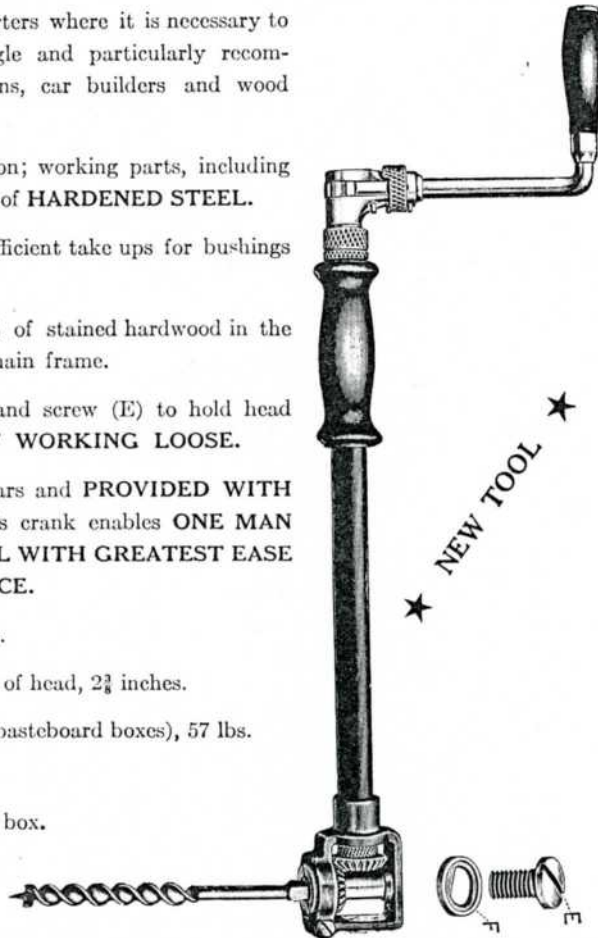 rters where it is necessary to
gle and particularly recom-
ns, car builders and wood
on; working parts, including
of HARDENED STEEL.
fficient take ups for bushings
of stained hardwood in the
nain frame.
and screw (E) to hold head
WORKING LOOSE.
ars and PROVIDED WITH
s crank enables ONE MAN
L WITH GREATEST EASE
CE.
of head, 2⅜ inches.
pasteboard boxes), 57 lbs.
box.
★ NEW TOOL ★
F
E